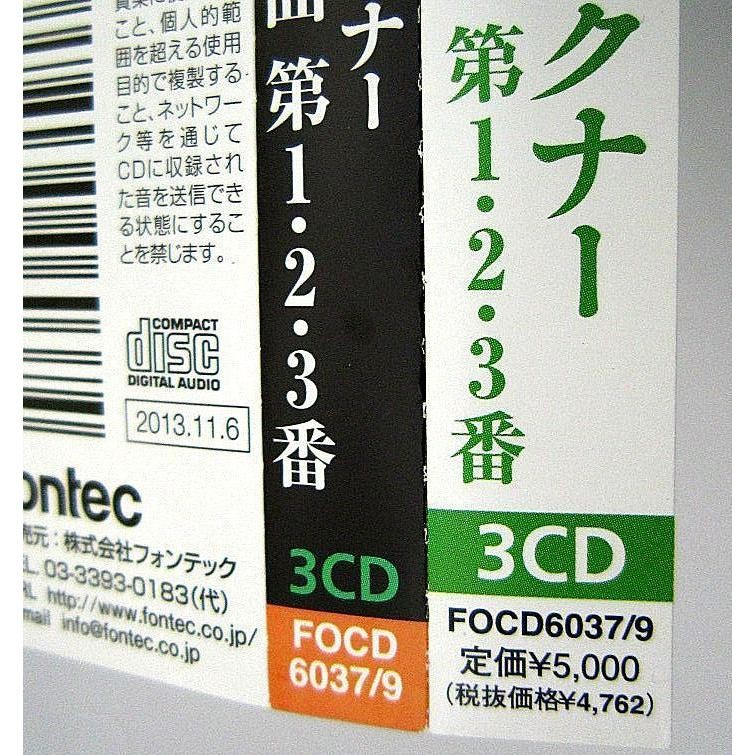 こと、個人的範
囲を超える使用
目的で複製する
こと、ネットワー
ク等を通じて
CDに収録され
た音を送信でき
る状態にするこ
とを禁じます。
COMPACT
disc
DIGITAL AUDIO
2013.11.6
fontec
売元：株式会社フォンテック
TEL 03-3393-0183(代)
URL http://www.fontec.co.jp/
mail info@fontec.co.jp
ナー
曲 第1・2・3番
3CD
FOCD
6037/9
クナー
第1・2・3番
3CD
FOCD6037/9
定価¥5,000
(税抜価格¥4,762)